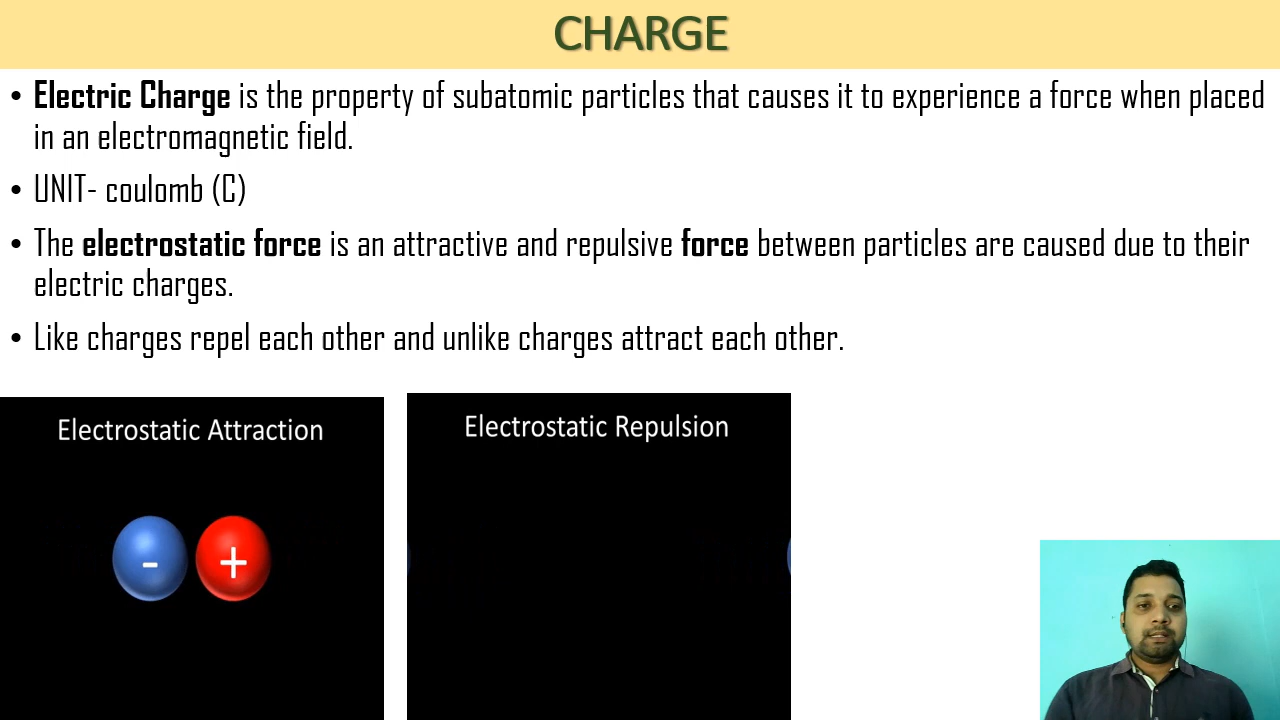 CHARGE
• Electric Charge is the property of subatomic particles that causes it to experience a force when placed
in an electromagnetic field.
• UNIT- coulomb (C)
• The electrostatic force is an attractive and repulsive force between particles are caused due to their
electric charges.
• Like charges repel each other and unlike charges attract each other.
Electrostatic Attraction
Electrostatic Repulsion
- +